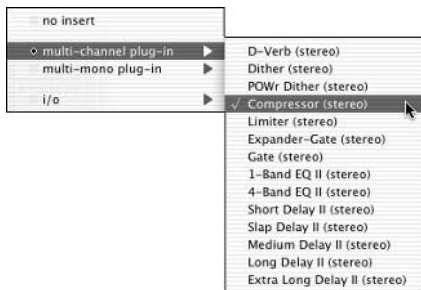 no insert
multi-channel plug-in
multi-mono plug-in
i/o
D-Verb (stereo)
Dither (stereo)
POWr Dither (stereo)
Compressor (stereo)
Limiter (stereo)
Expander-Gate (stereo)
Gate (stereo)
1-Band EQ II (stereo)
4-Band EQ II (stereo)
Short Delay II (stereo)
Slap Delay II (stereo)
Medium Delay II (stereo)
Long Delay II (stereo)
Extra Long Delay II (stereo)